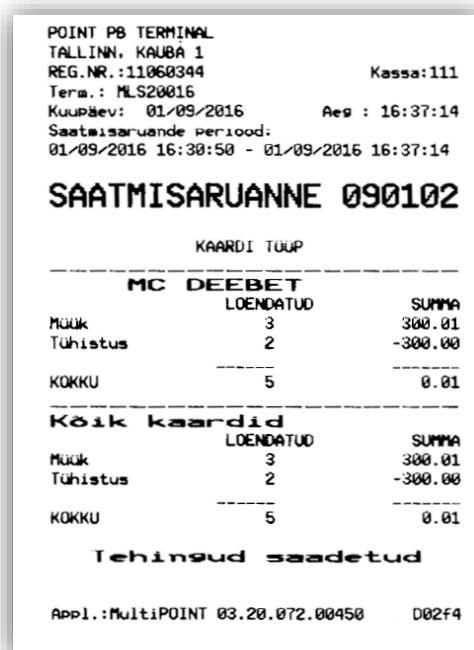 POINT PB TERMINAL
TALLINN, KAUBA 1
REG.NR.:11060344 Kassa:111
Term.: MLS20016
Kuupäev: 01/09/2016 Aeg : 16:37:14
Saatmisaruande periood:
01/09/2016 16:30:50 - 01/09/2016 16:37:14
SAATMISARUANNE 090102
KAARDI TÜÜP
MC DEEBET
LOENDATUD SUMMA
Müük 3 300.01
Tühistus 2 -300.00
KOKKU 5 0.01
Kõik kaardid
LOENDATUD SUMMA
Müük 3 300.01
Tühistus 2 -300.00
KOKKU 5 0.01
Tehingud saadetud
Appl.:MultiPOINT 03.20.072.00450 D02f4